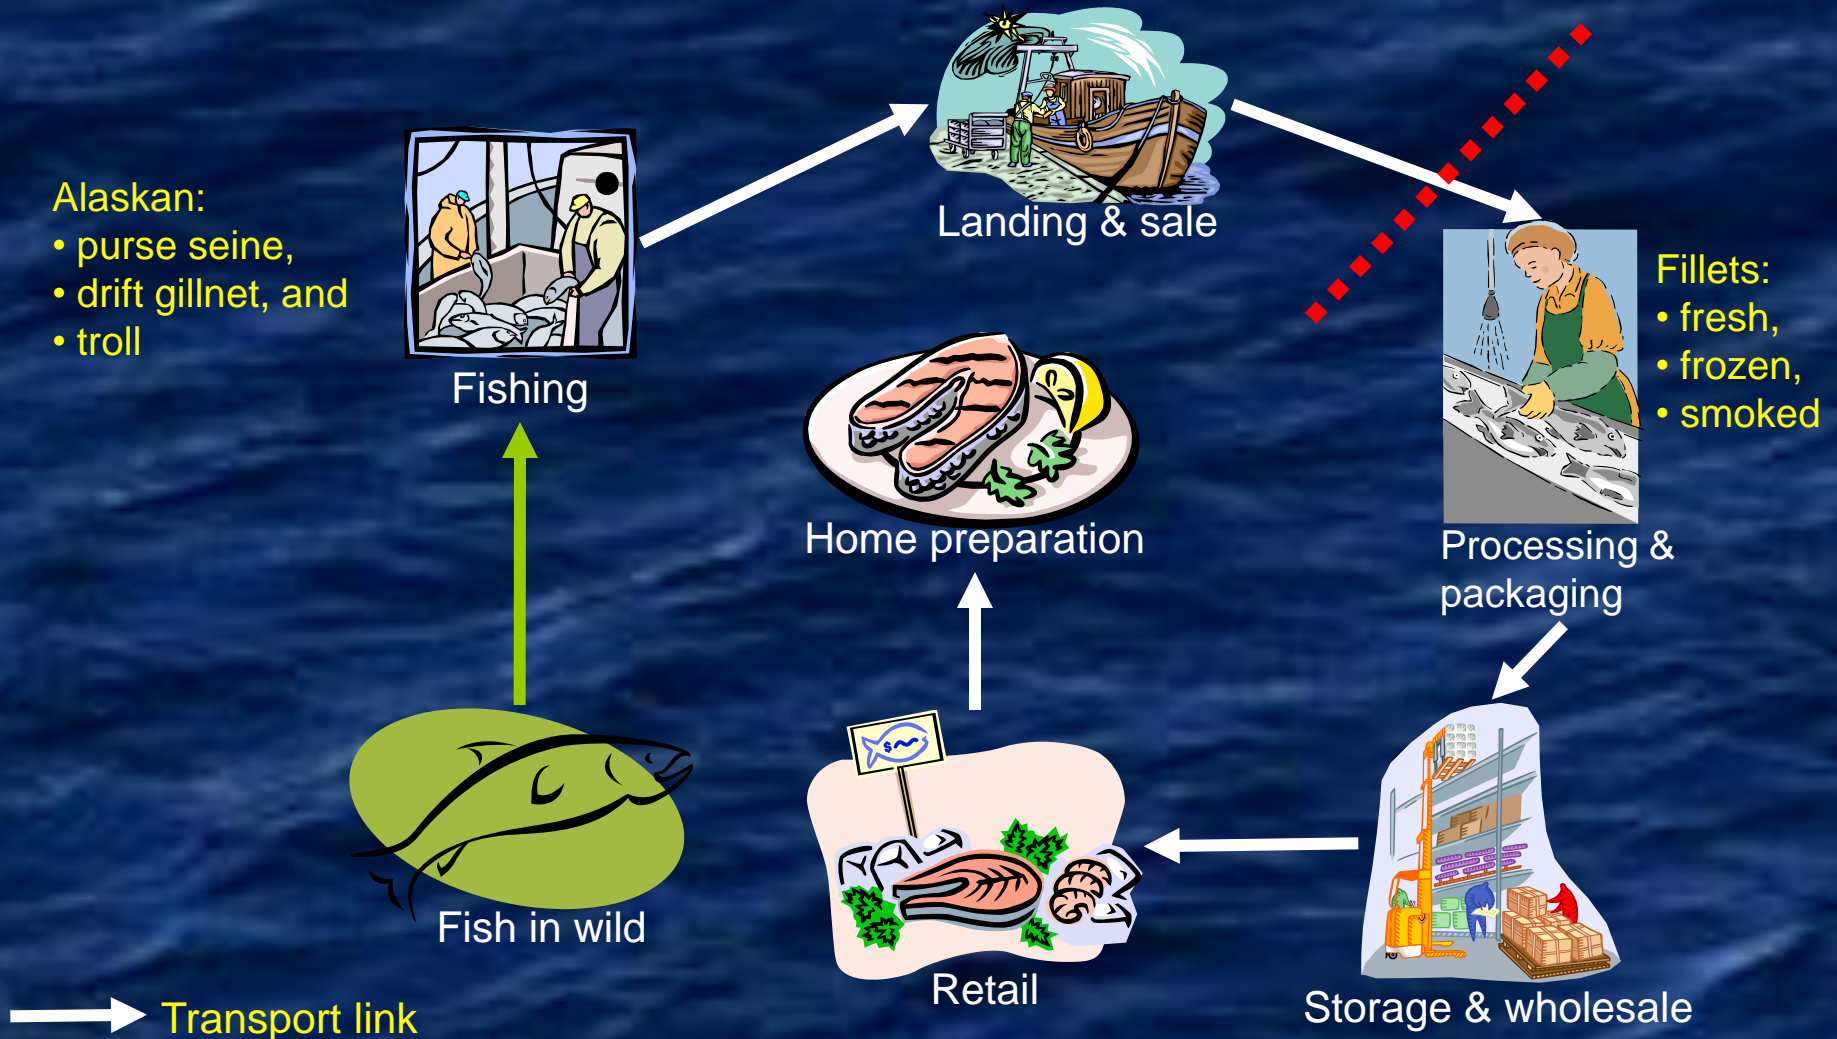 Landing & sale
Alaskan:
• purse seine,
• drift gillnet, and
• troll
Fishing
Fillets:
• fresh,
• frozen,
• smoked
Home preparation
Processing &
packaging
Fish in wild
$
Retail
Storage & wholesale
Transport link